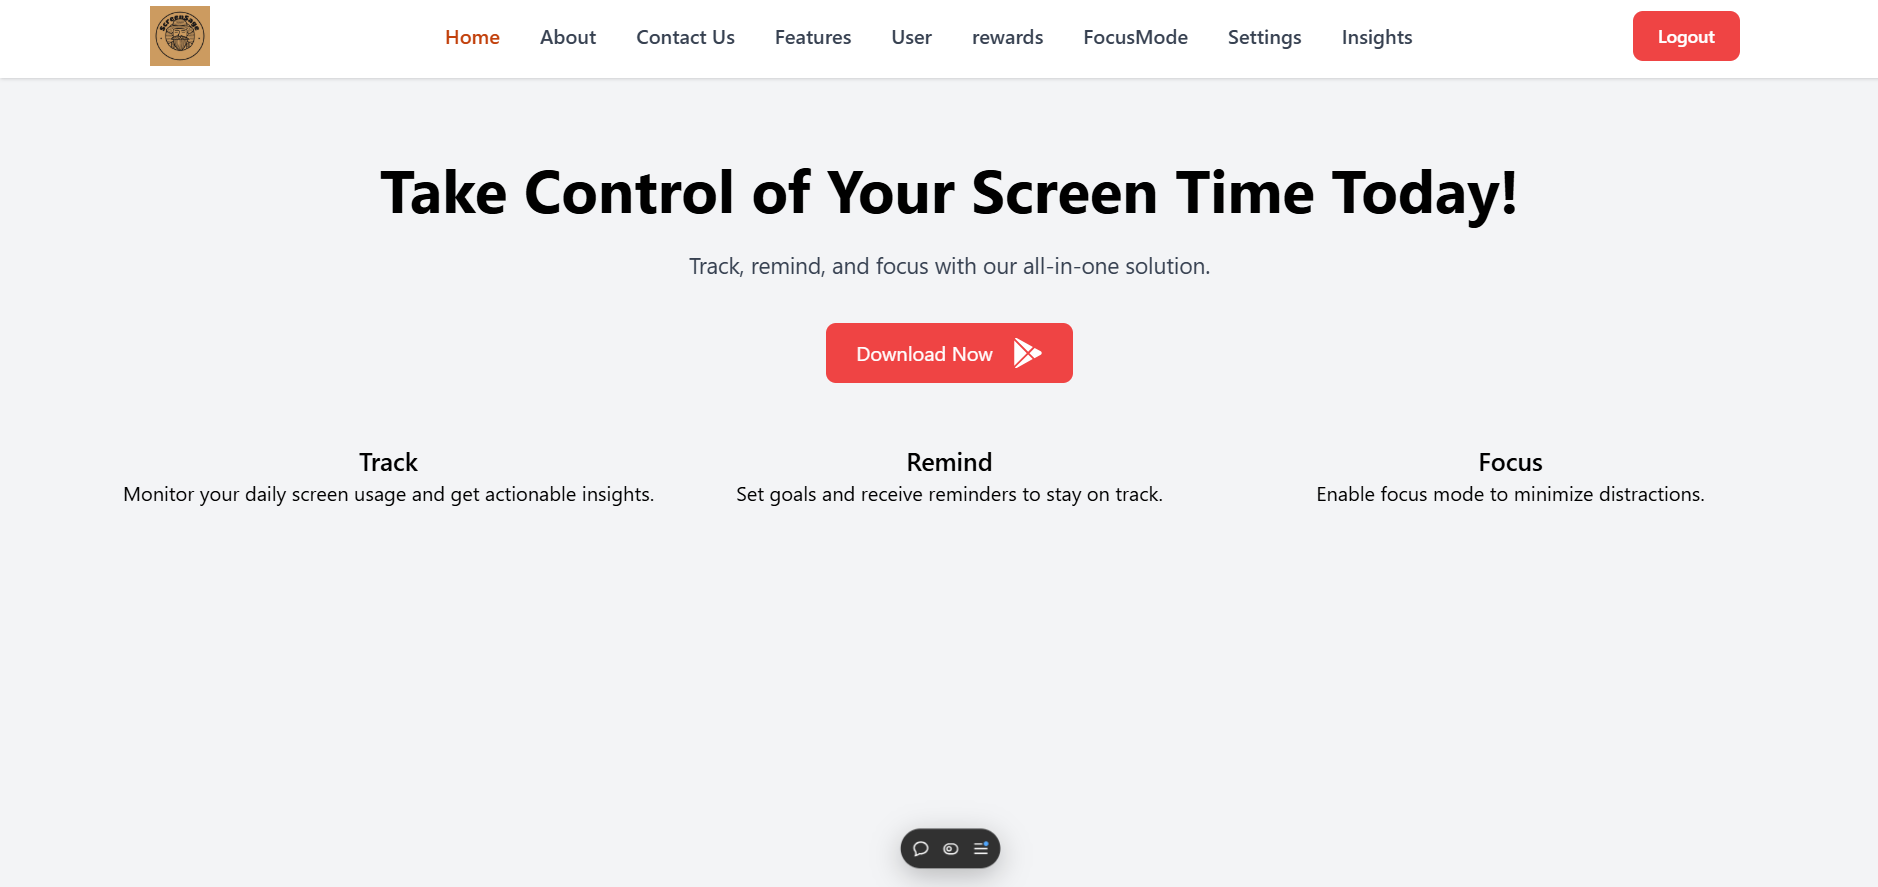 ScreenSage
Home About Contact Us Features User rewards FocusMode Settings Insights Logout
Take Control of Your Screen Time Today!
Track, remind, and focus with our all-in-one solution.
Download Now
Track Remind Focus
Monitor your daily screen usage and get actionable insights. Set goals and receive reminders to stay on track. Enable focus mode to minimize distractions.